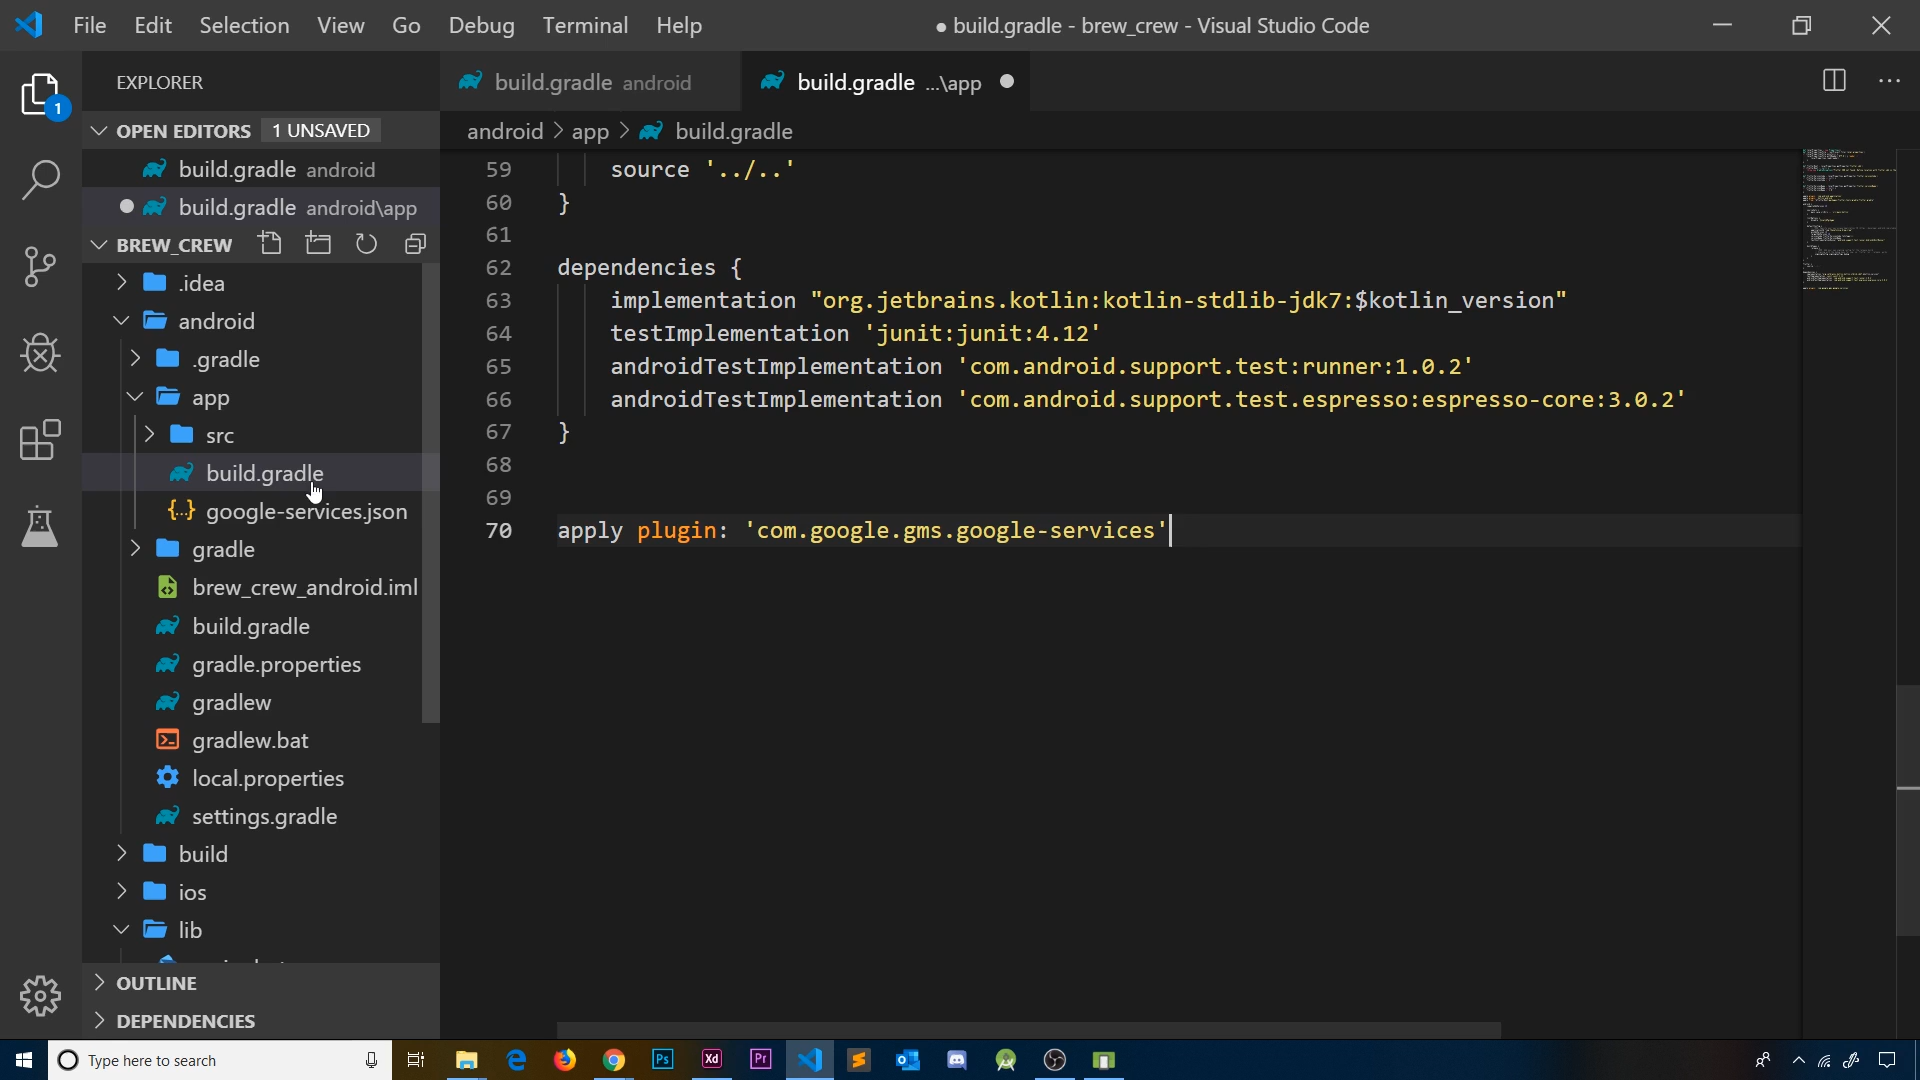 File Edit Selection View Go Debug Terminal Help
● build.gradle - brew_crew - Visual Studio Code
EXPLORER
1
OPEN EDITORS 1 UNSAVED
build.gradle android
build.gradle android\app
BREW_CREW
.idea
android
.gradle
app
src
build.gradle
google-services.json
gradle
brew_crew_android.iml
build.gradle
gradle.properties
gradlew
gradlew.bat
local.properties
settings.gradle
build
ios
lib
OUTLINE
DEPENDENCIES
build.gradle android
build.gradle ...\app
android > app > build.gradle
59 source '../..'
60 }
61
62 dependencies {
63 implementation "org.jetbrains.kotlin:kotlin-stdlib-jdk7:$kotlin_version"
64 testImplementation 'junit:junit:4.12'
65 androidTestImplementation 'com.android.support.test:runner:1.0.2'
66 androidTestImplementation 'com.android.support.test.espresso:espresso-core:3.0.2'
67 }
68
69
70 apply plugin: 'com.google.gms.google-services'
Type here to search
Ps
Xd
Pr